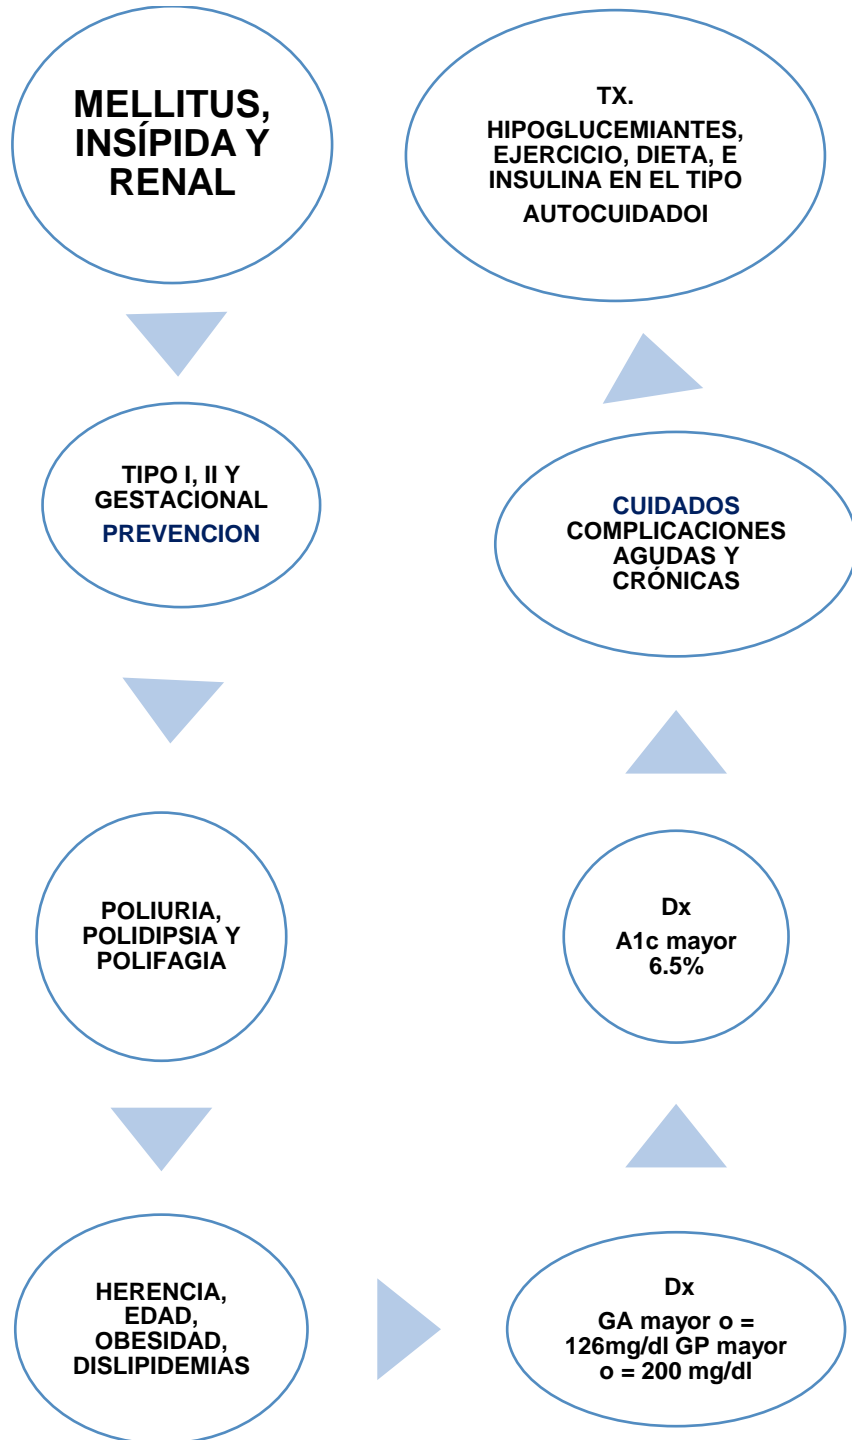 MELLITUS,
INSÍPIDA Y
RENAL
TIPO I, II Y
GESTACIONAL
PREVENCION
POLIURIA,
POLIDIPSIA Y
POLIFAGIA
HERENCIA,
EDAD,
OBESIDAD,
DISLIPIDEMIAS
Dx
GA mayor o =
126mg/dl GP mayor
o = 200 mg/dl
Dx
A1c mayor
6.5%
CUIDADOS
COMPLICACIONES
AGUDAS Y
CRÓNICAS
TX.
HIPOGLUCEMIANTES,
EJERCICIO, DIETA, E
INSULINA EN EL TIPO
AUTOCUIDADOI